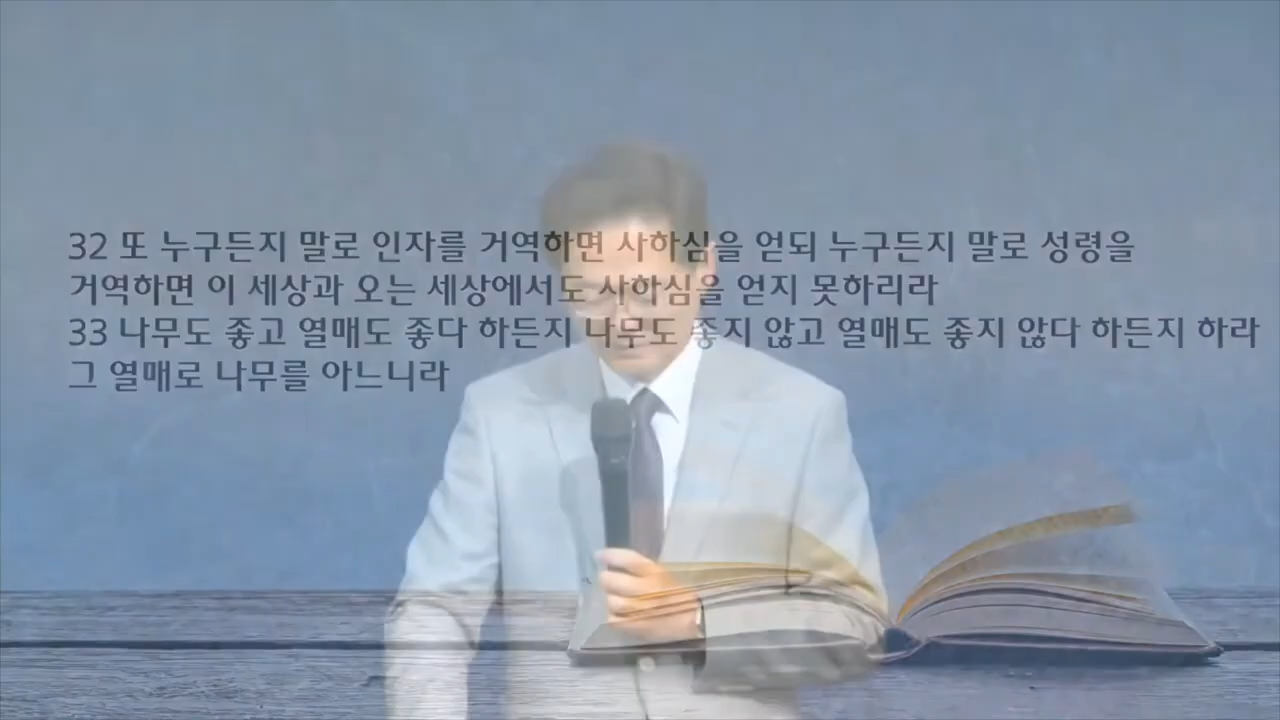 32 또 누구든지 말로 인자를 거역하면 사하심을 얻되 누구든지 말로 성령을
거역하면 이 세상과 오는 세상에서도 사하심을 얻지 못하리라
33 나무도 좋고 열매도 좋다 하든지 나무도 좋지 않고 열매도 좋지 않다 하든지 하라
그 열매로 나무를 아느니라